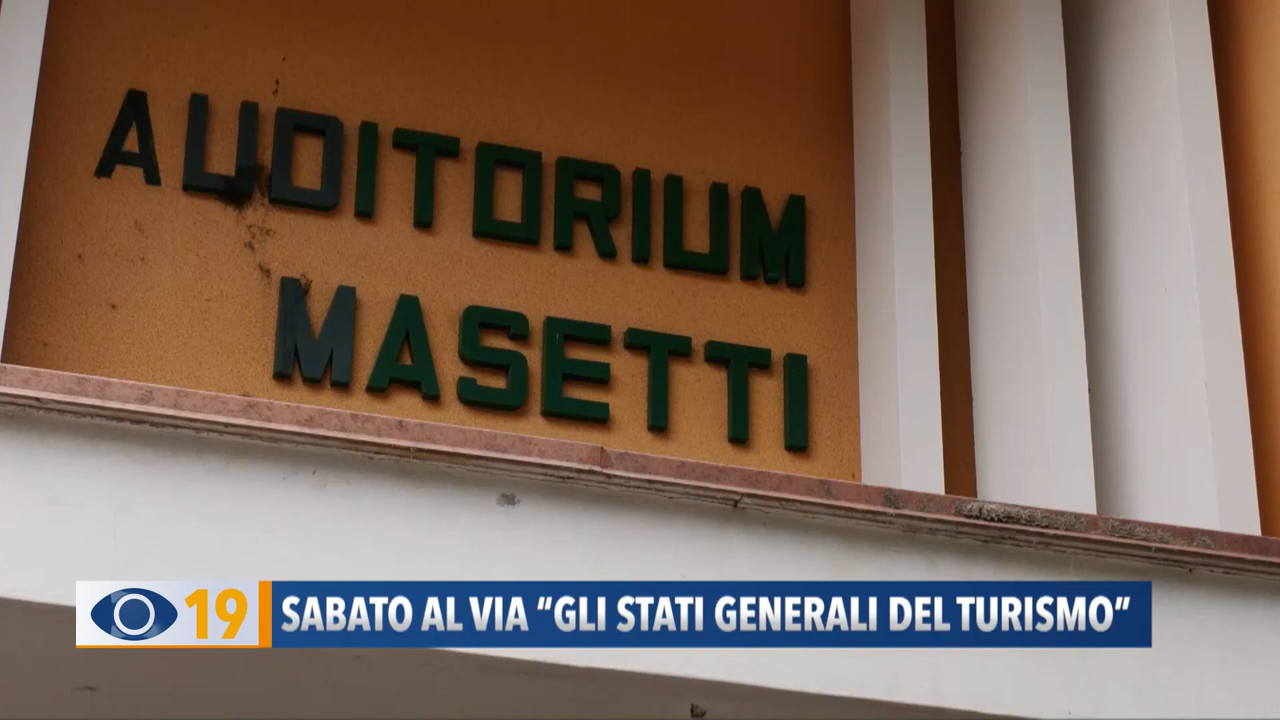 AUDITORIUM
MASETTI
19
SABATO AL VIA “GLI STATI GENERALI DEL TURISMO”